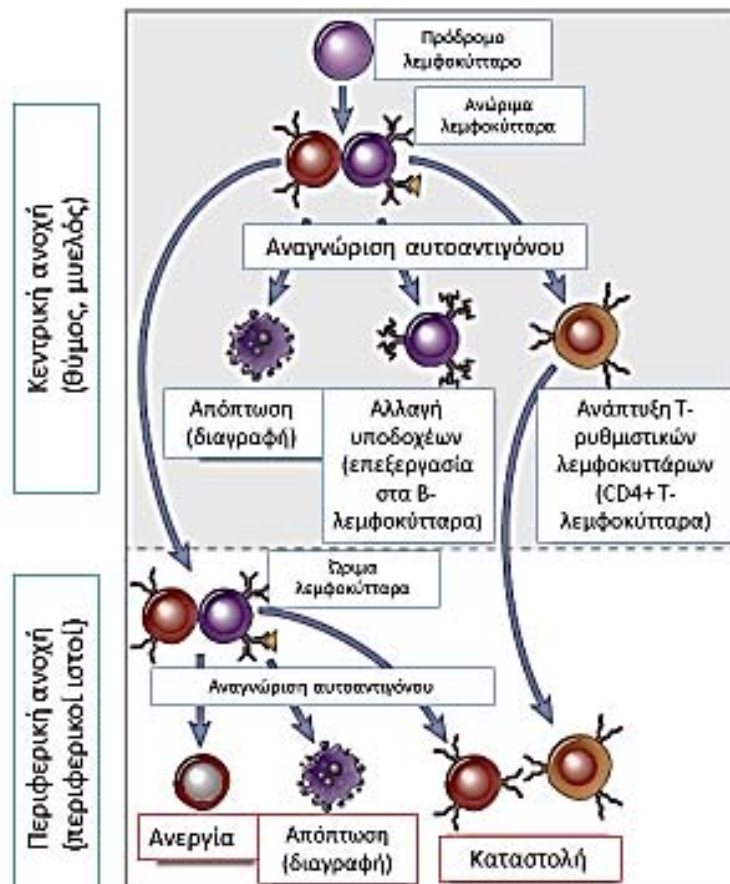 Πρόδρομο
λεμφοκύτταρο
Ανώριμα
λεμφοκύτταρα
Κεντρική ανοχή
(θύμος, μυελός)
Αναγνώριση αυτοαντιγόνου
Απόπτωση
(διαγραφή)
Αλλαγή
υποδοχέων
(επεξεργασία
στα Β-
λεμφοκύτταρα)
Ανάπτυξη Τ-
ρυθμιστικών
λεμφοκυττάρων
(CD4+ Τ-
λεμφοκύτταρα)
Ώριμα
λεμφοκύτταρα
Περιφερική ανοχή
(περιφερικοί ιστοί)
Αναγνώριση αυτοαντιγόνου
Ανεργία
Απόπτωση
(διαγραφή)
Καταστολή